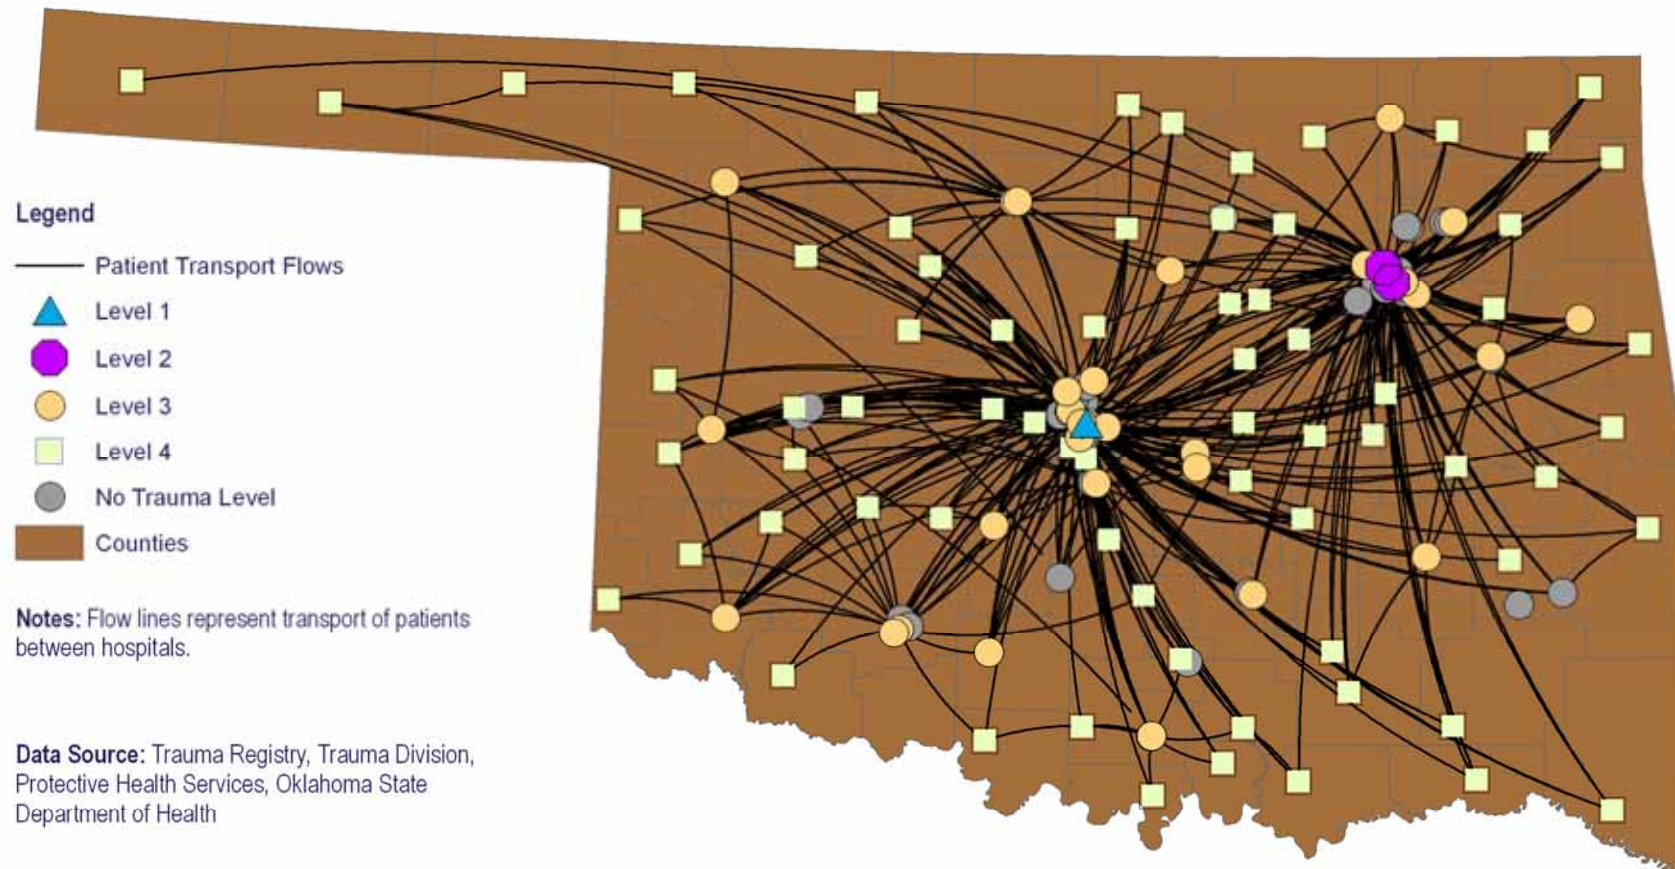 Legend
Patient Transport Flows
Level 1
Level 2
Level 3
Level 4
No Trauma Level
Counties
Notes: Flow lines represent transport of patients
between hospitals.
Data Source: Trauma Registry, Trauma Division,
Protective Health Services, Oklahoma State
Department of Health